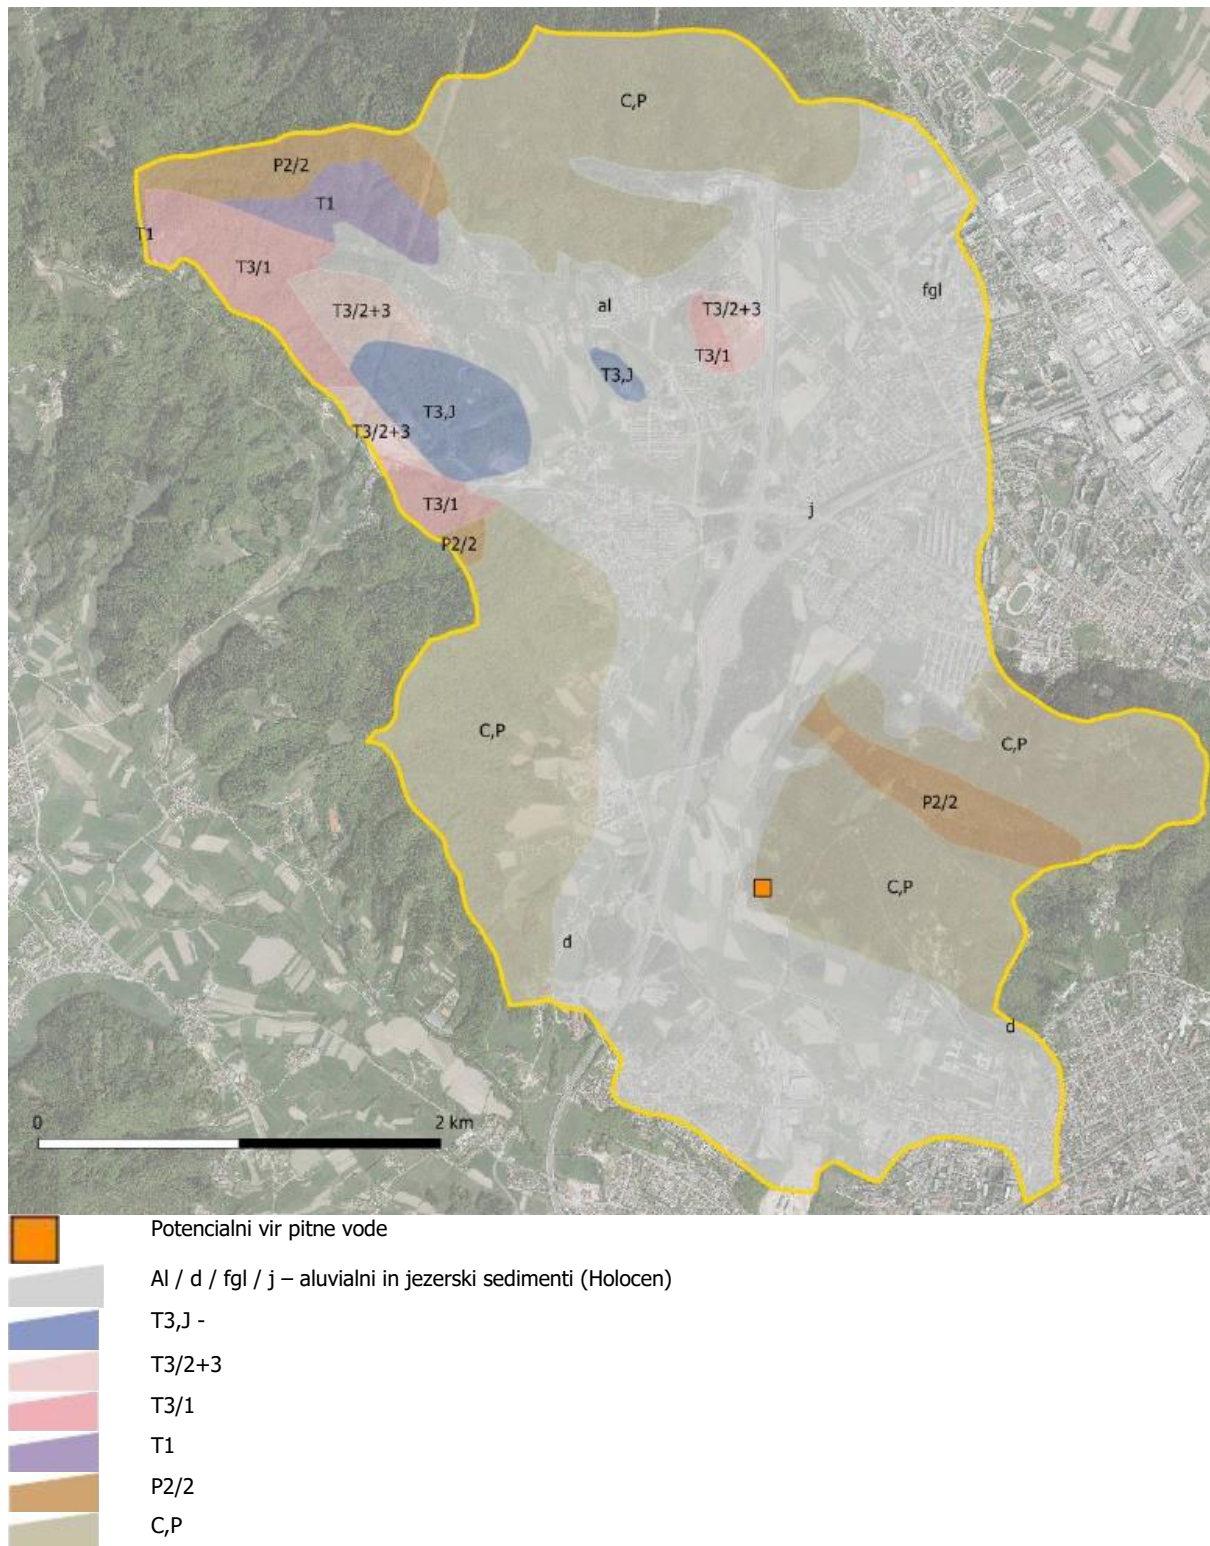 C,P
P2/2
T1
T1
T3/1
fgl
T3/2+3
al
T3/2+3
T3/1
T3,J
T3,J
T3/2+3
T3/1
j
P2/2
C,P
C,P
P2/2
C,P
d
d
0 2 km
Potencialni vir pitne vode
Al / d / fgl / j – aluvialni in jezerski sedimenti (Holocen)
T3,J -
T3/2+3
T3/1
T1
P2/2
C,P